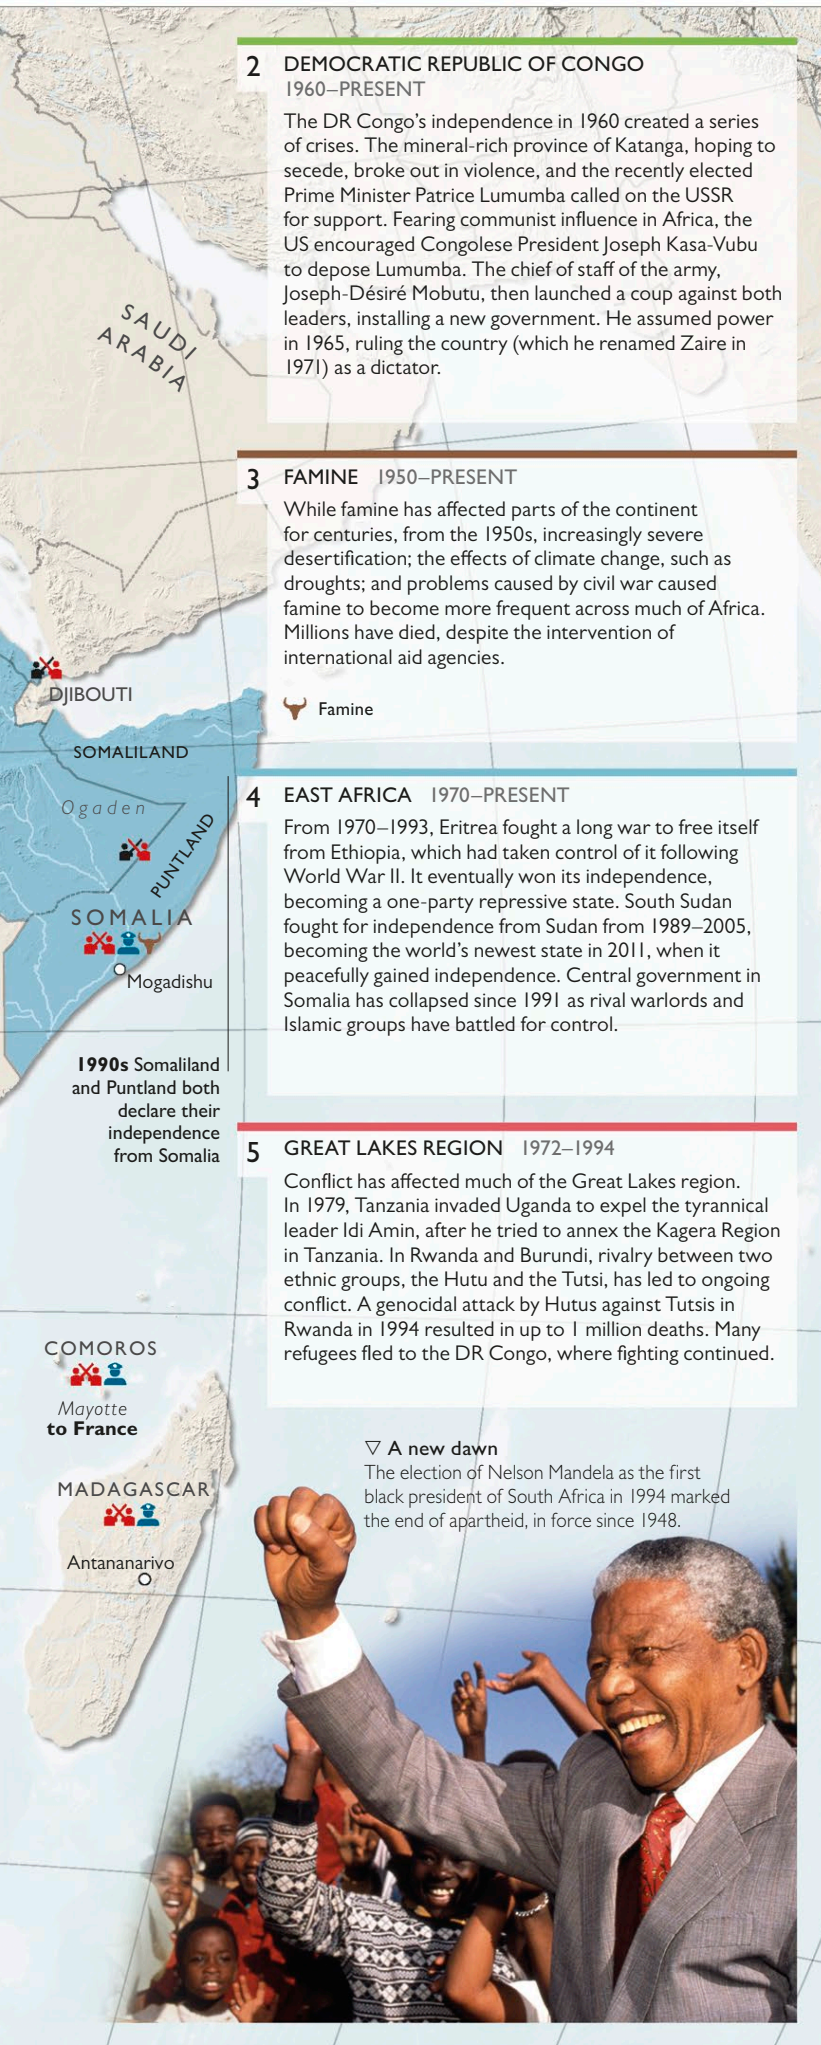 2 DEMOCRATIC REPUBLIC OF CONGO
1960–PRESENT
The DR Congo's independence in 1960 created a series
of crises. The mineral-rich province of Katanga, hoping to
secede, broke out in violence, and the recently elected
Prime Minister Patrice Lumumba called on the USSR
for support. Fearing communist influence in Africa, the
US encouraged Congolese President Joseph Kasa-Vubu
to depose Lumumba. The chief of staff of the army,
Joseph-Désiré Mobutu, then launched a coup against both
leaders, installing a new government. He assumed power
in 1965, ruling the country (which he renamed Zaire in
1971) as a dictator.
SAUDI
ARABIA
3 FAMINE 1950–PRESENT
While famine has affected parts of the continent
for centuries, from the 1950s, increasingly severe
desertification; the effects of climate change, such as
droughts; and problems caused by civil war caused
famine to become more frequent across much of Africa.
Millions have died, despite the intervention of
international aid agencies.
Famine
DJIBOUTI
SOMALILAND
Ogaden
PUNTLAND
SOMALIA
Mogadishu
1990s Somaliland
and Puntland both
declare their
independence
from Somalia
4 EAST AFRICA 1970–PRESENT
From 1970–1993, Eritrea fought a long war to free itself
from Ethiopia, which had taken control of it following
World War II. It eventually won its independence,
becoming a one-party repressive state. South Sudan
fought for independence from Sudan from 1989–2005,
becoming the world's newest state in 2011, when it
peacefully gained independence. Central government in
Somalia has collapsed since 1991 as rival warlords and
Islamic groups have battled for control.
5 GREAT LAKES REGION 1972–1994
Conflict has affected much of the Great Lakes region.
In 1979, Tanzania invaded Uganda to expel the tyrannical
leader Idi Amin, after he tried to annex the Kagera Region
in Tanzania. In Rwanda and Burundi, rivalry between two
ethnic groups, the Hutu and the Tutsi, has led to ongoing
conflict. A genocidal attack by Hutus against Tutsis in
Rwanda in 1994 resulted in up to 1 million deaths. Many
refugees fled to the DR Congo, where fighting continued.
COMOROS
Mayotte
to France
MADAGASCAR
Antananarivo
▽ A new dawn
The election of Nelson Mandela as the first
black president of South Africa in 1994 marked
the end of apartheid, in force since 1948.